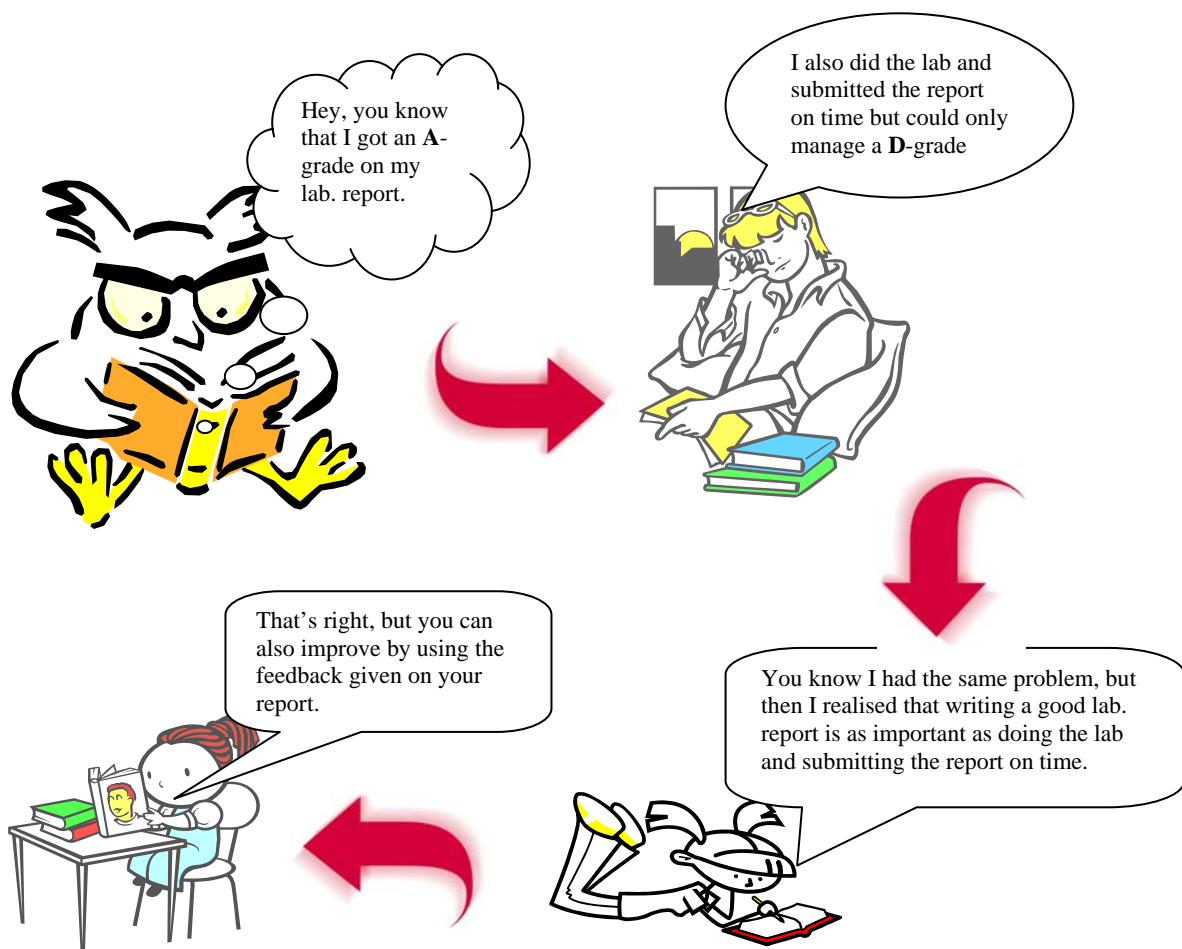 Hey, you know
that I got an A-
grade on my
lab. report.
I also did the lab and
submitted the report
on time but could only
manage a D-grade
You know I had the same problem, but
then I realised that writing a good lab.
report is as important as doing the lab
and submitting the report on time.
That’s right, but you can
also improve by using the
feedback given on your
report.